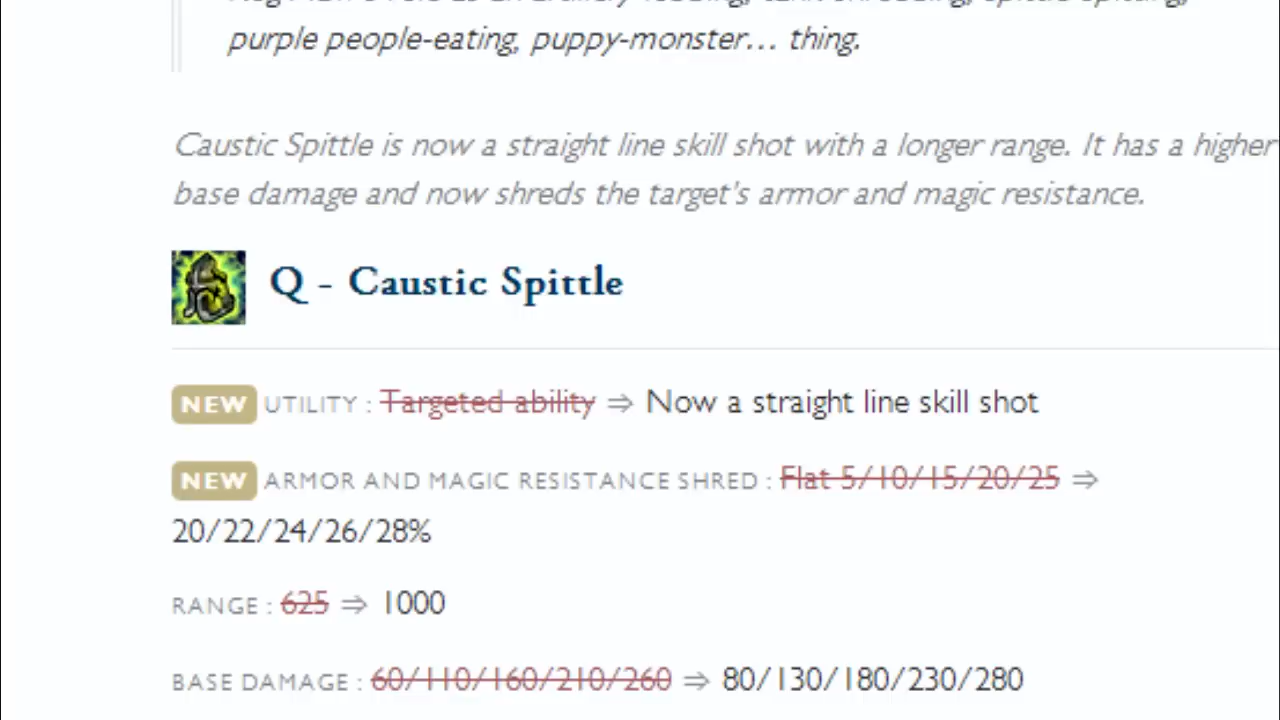 purple people-eating, puppy-monster… thing.
Caustic Spittle is now a straight line skill shot with a longer range. It has a higher
base damage and now shreds the target's armor and magic resistance.
Q - Caustic Spittle
NEW UTILITY : Targeted ability ⇒ Now a straight line skill shot
NEW ARMOR AND MAGIC RESISTANCE SHRED : Flat 5/10/15/20/25 ⇒
20/22/24/26/28%
RANGE : 625 ⇒ 1000
BASE DAMAGE : 60/110/160/210/260 ⇒ 80/130/180/230/280